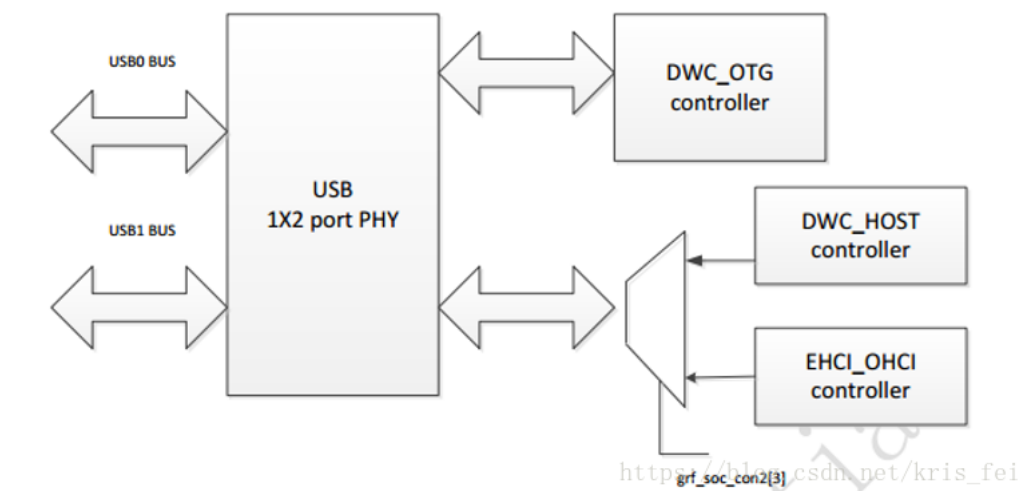 USB0 BUS
DWC_OTG
controller
USB
1X2 port PHY
USB1 BUS
DWC_HOST
controller
EHCI_OHCI
controller
https://blog.csdn.net/kris_fei
grf_soc_con2[3]